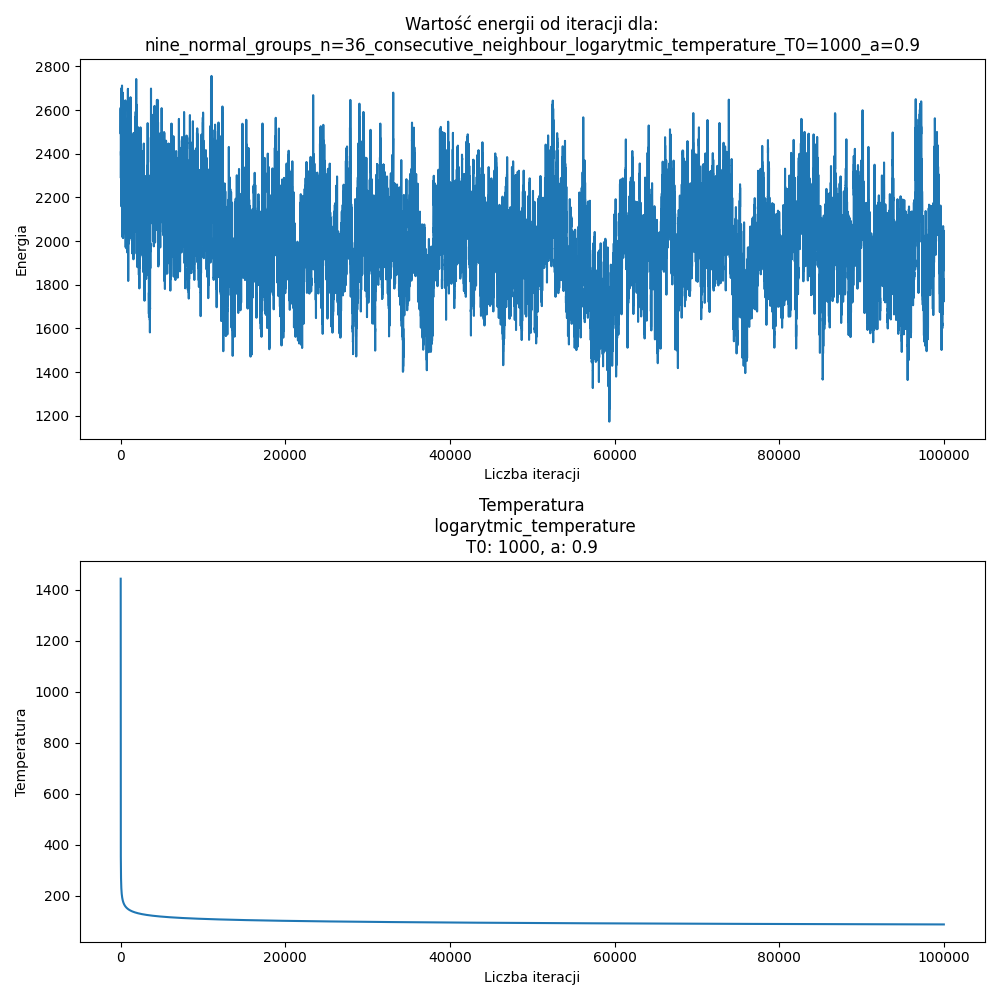 Wartość energii od iteracji dla:
nine_normal_groups_n=36_consecutive_neighbour_logarytmic_temperature_T0=1000_a=0.9
2800
2600
2400
2200
2000
1800
1600
1400
1200
Energia
0 20000 40000 60000 80000 100000
Liczba iteracji
Temperatura
logarytmic_temperature
T0: 1000, a: 0.9
1400
1200
1000
800
600
400
200
Temperatura
0 20000 40000 60000 80000 100000
Liczba iteracji